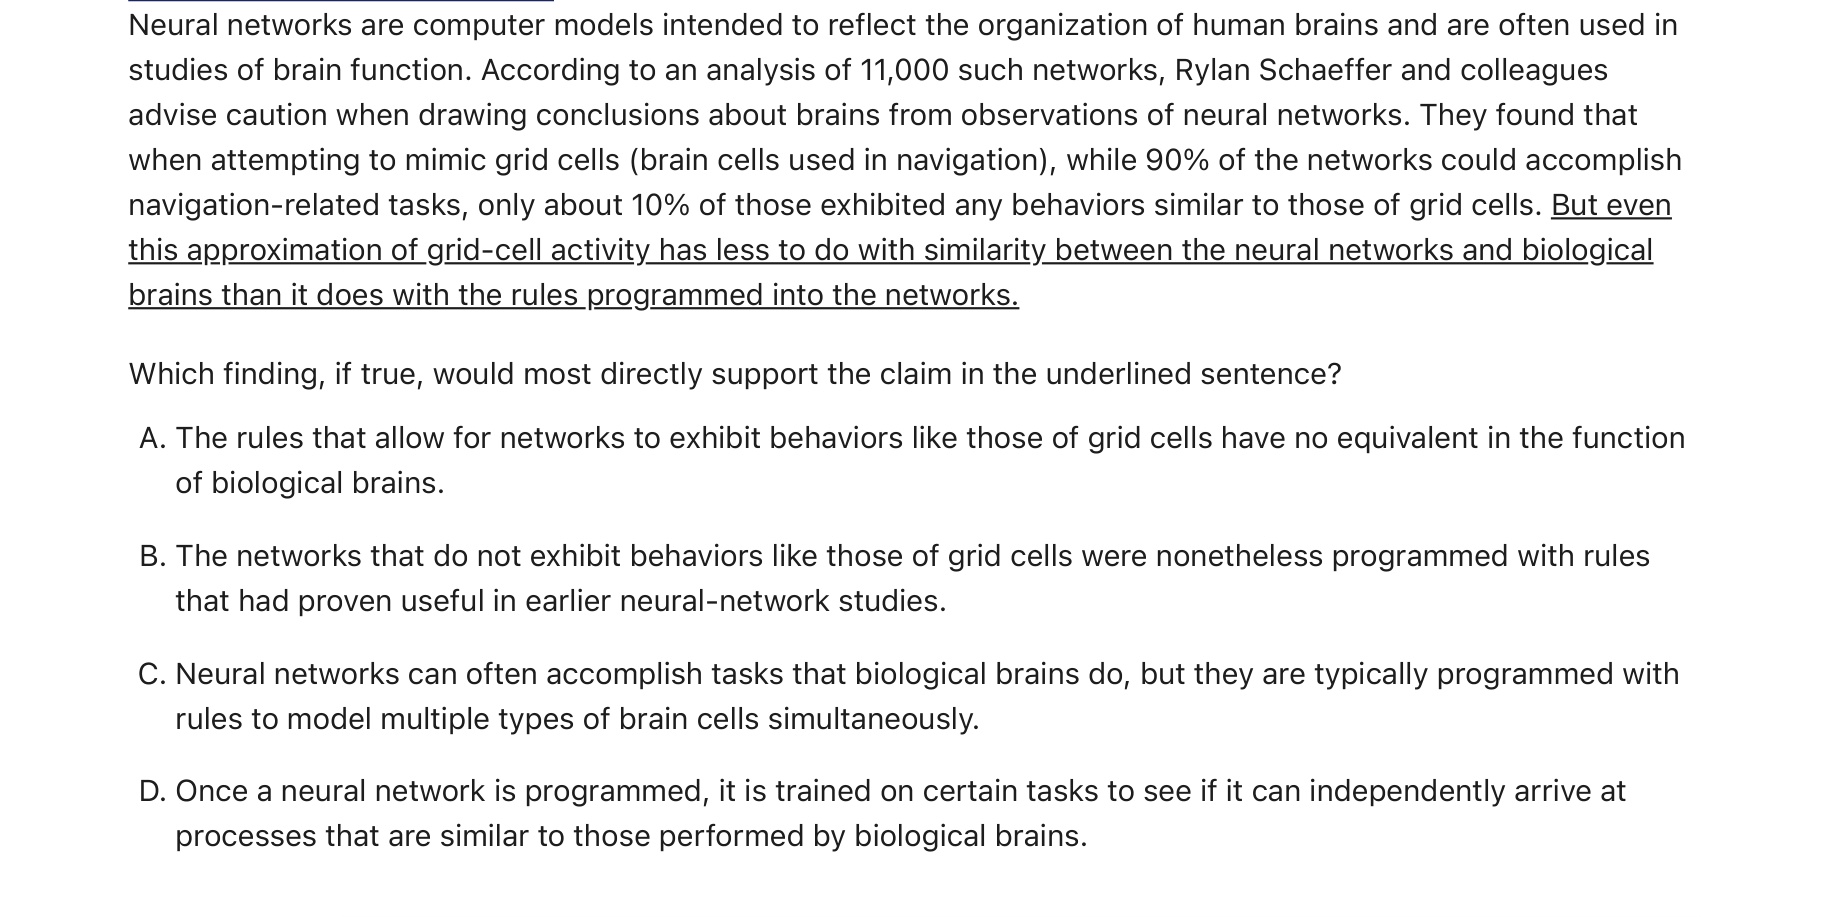 Neural networks are computer models intended to reflect the organization of human brains and are often used in
studies of brain function. According to an analysis of 11,000 such networks, Rylan Schaeffer and colleagues
advise caution when drawing conclusions about brains from observations of neural networks. They found that
when attempting to mimic grid cells (brain cells used in navigation), while 90% of the networks could accomplish
navigation-related tasks, only about 10% of those exhibited any behaviors similar to those of grid cells. But even
this approximation of grid-cell activity has less to do with similarity between the neural networks and biological
brains than it does with the rules programmed into the networks.
Which finding, if true, would most directly support the claim in the underlined sentence?
A. The rules that allow for networks to exhibit behaviors like those of grid cells have no equivalent in the function
of biological brains.
B. The networks that do not exhibit behaviors like those of grid cells were nonetheless programmed with rules
that had proven useful in earlier neural-network studies.
C. Neural networks can often accomplish tasks that biological brains do, but they are typically programmed with
rules to model multiple types of brain cells simultaneously.
D. Once a neural network is programmed, it is trained on certain tasks to see if it can independently arrive at
processes that are similar to those performed by biological brains.